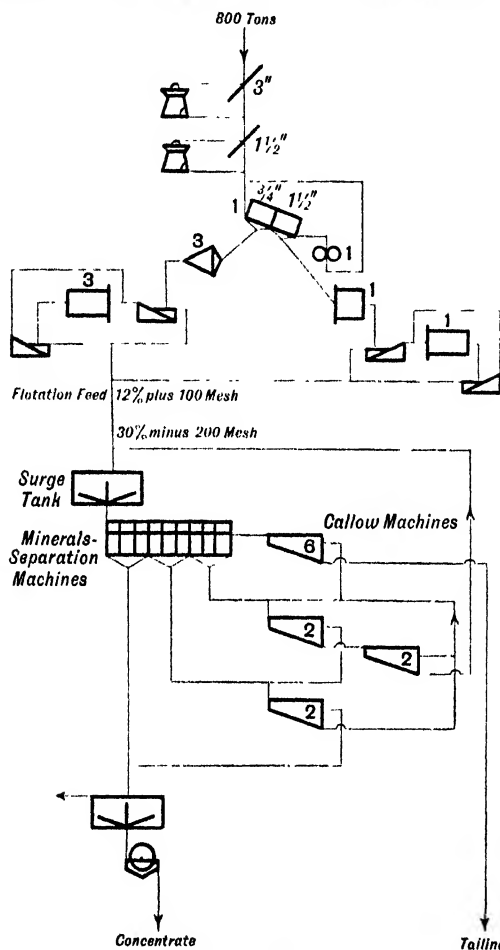 800 Tons
3"
1½"
¾" 1½"
1
3
1
3
1
1
Flotation Feed 12% plus 100 Mesh
30% minus 200 Mesh
Surge
Tank
Callow Machines
Minerals-
Separation
Machines
6
2
2
2
Concentrate
Tailing